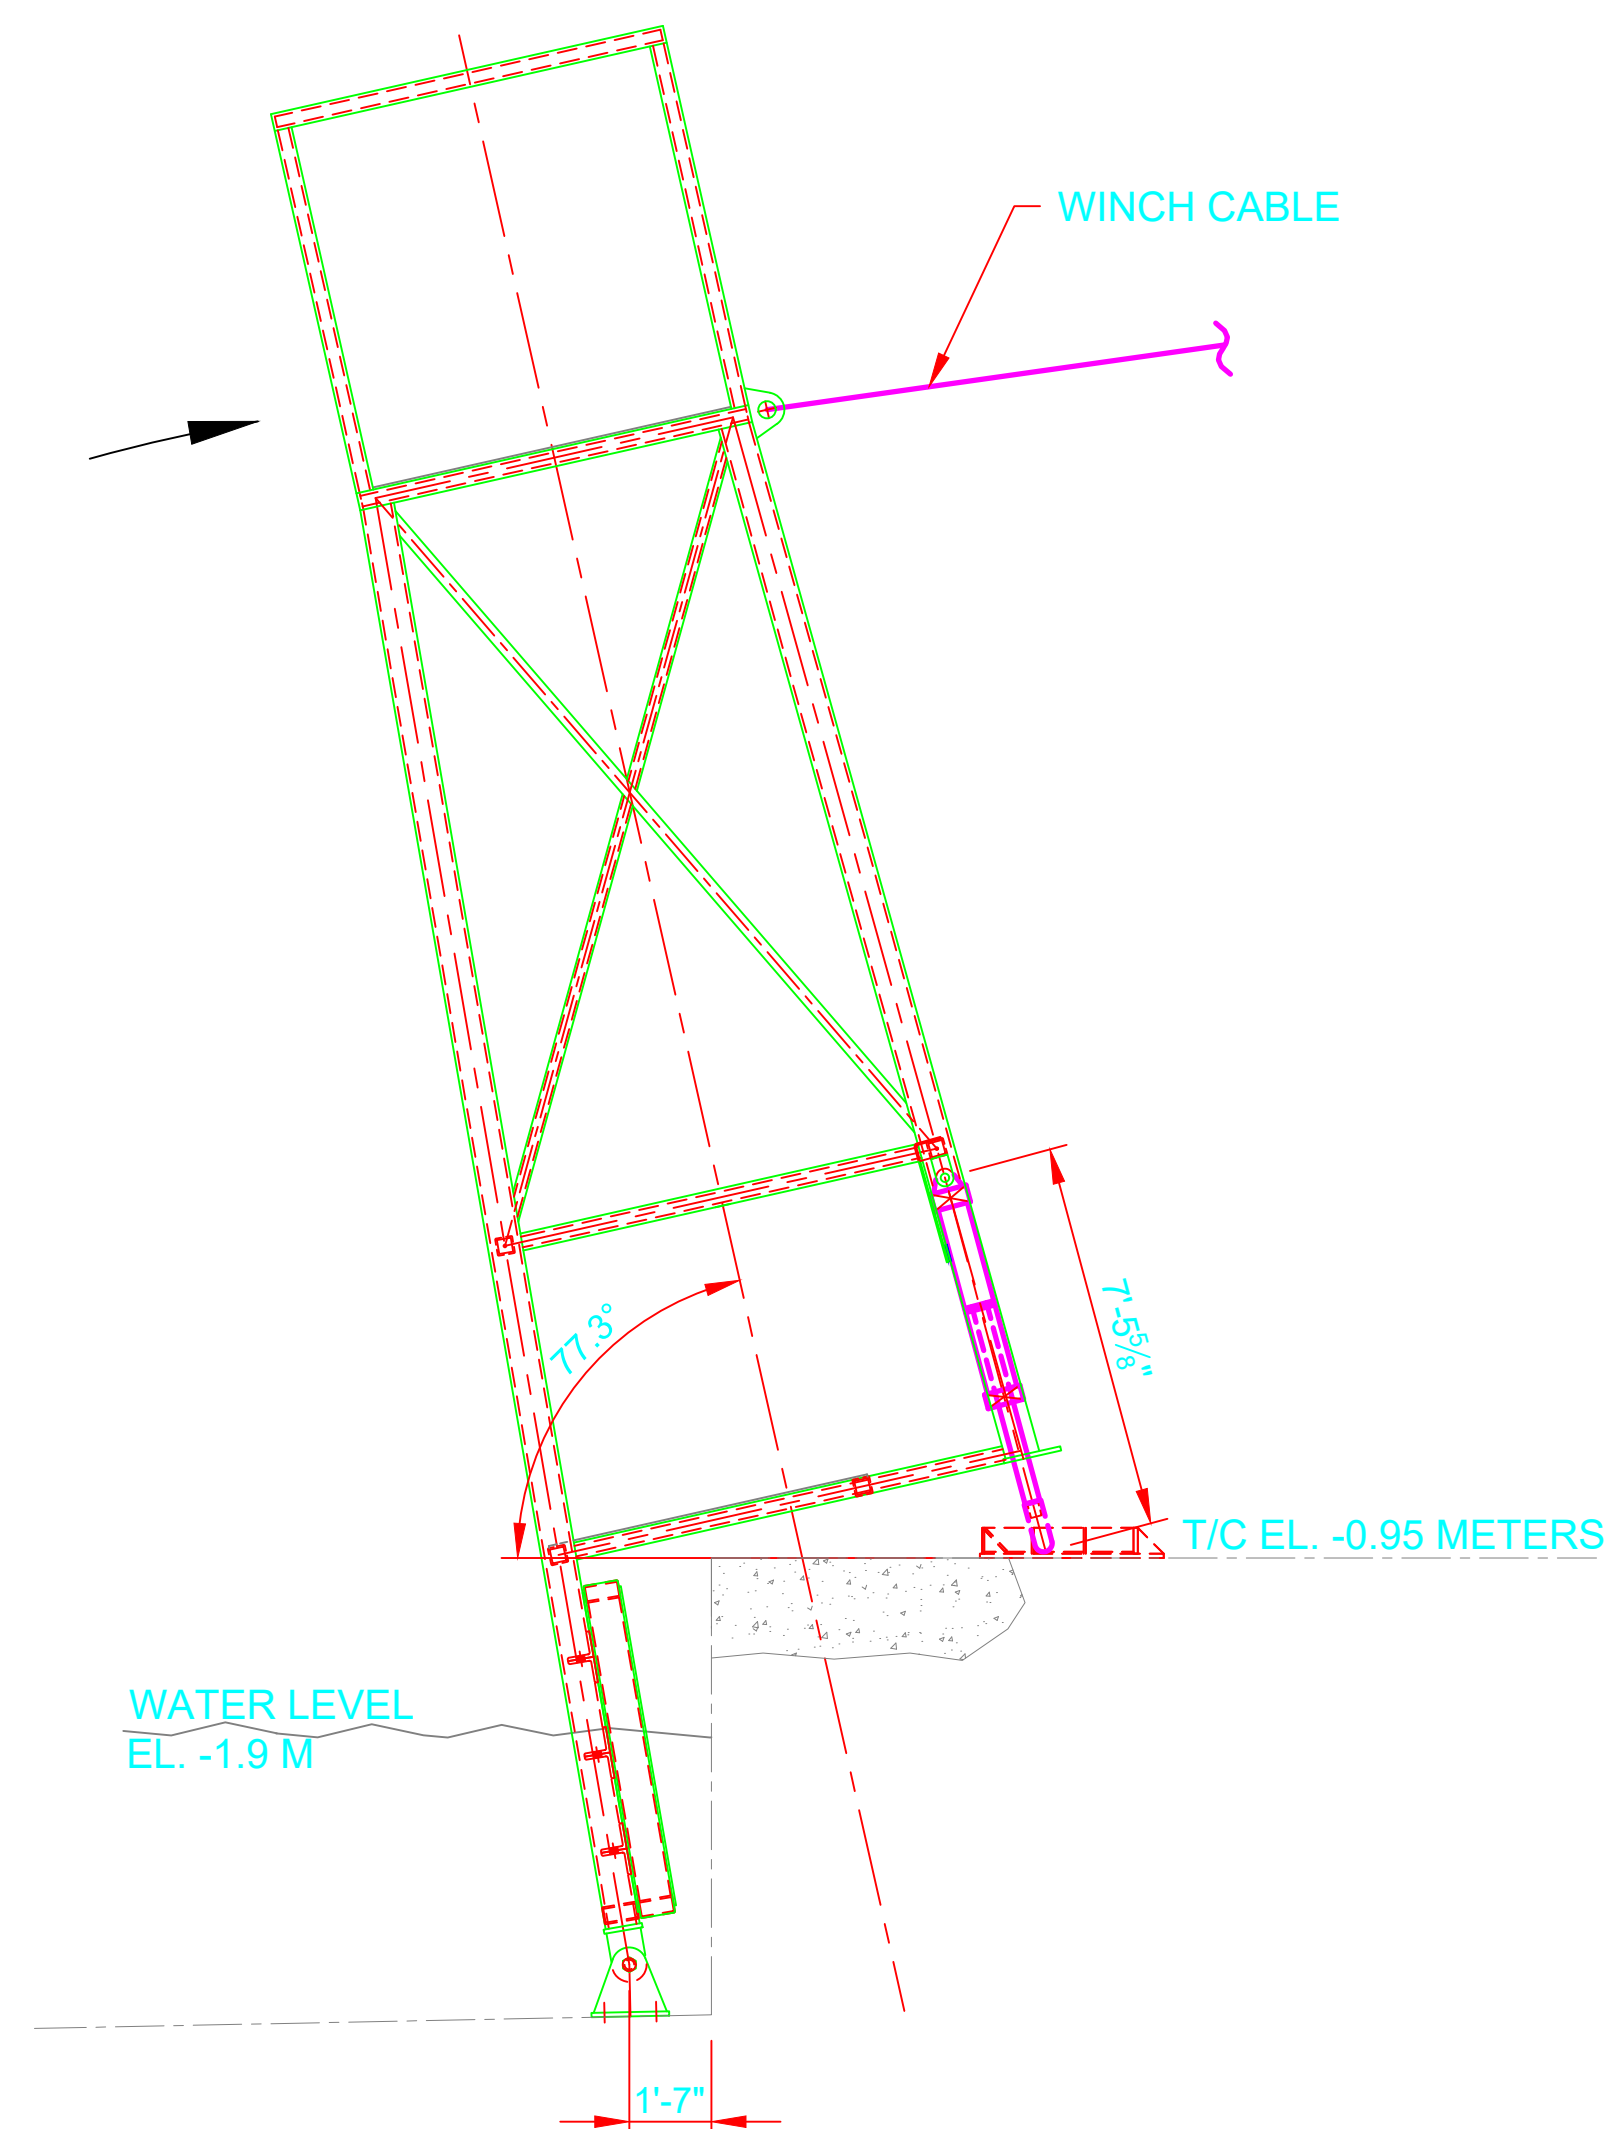 WINCH CABLE
77.3°
7'-5⅝"
T/C EL. -0.95 METERS
WATER LEVEL
EL. -1.9 M
1'-7"